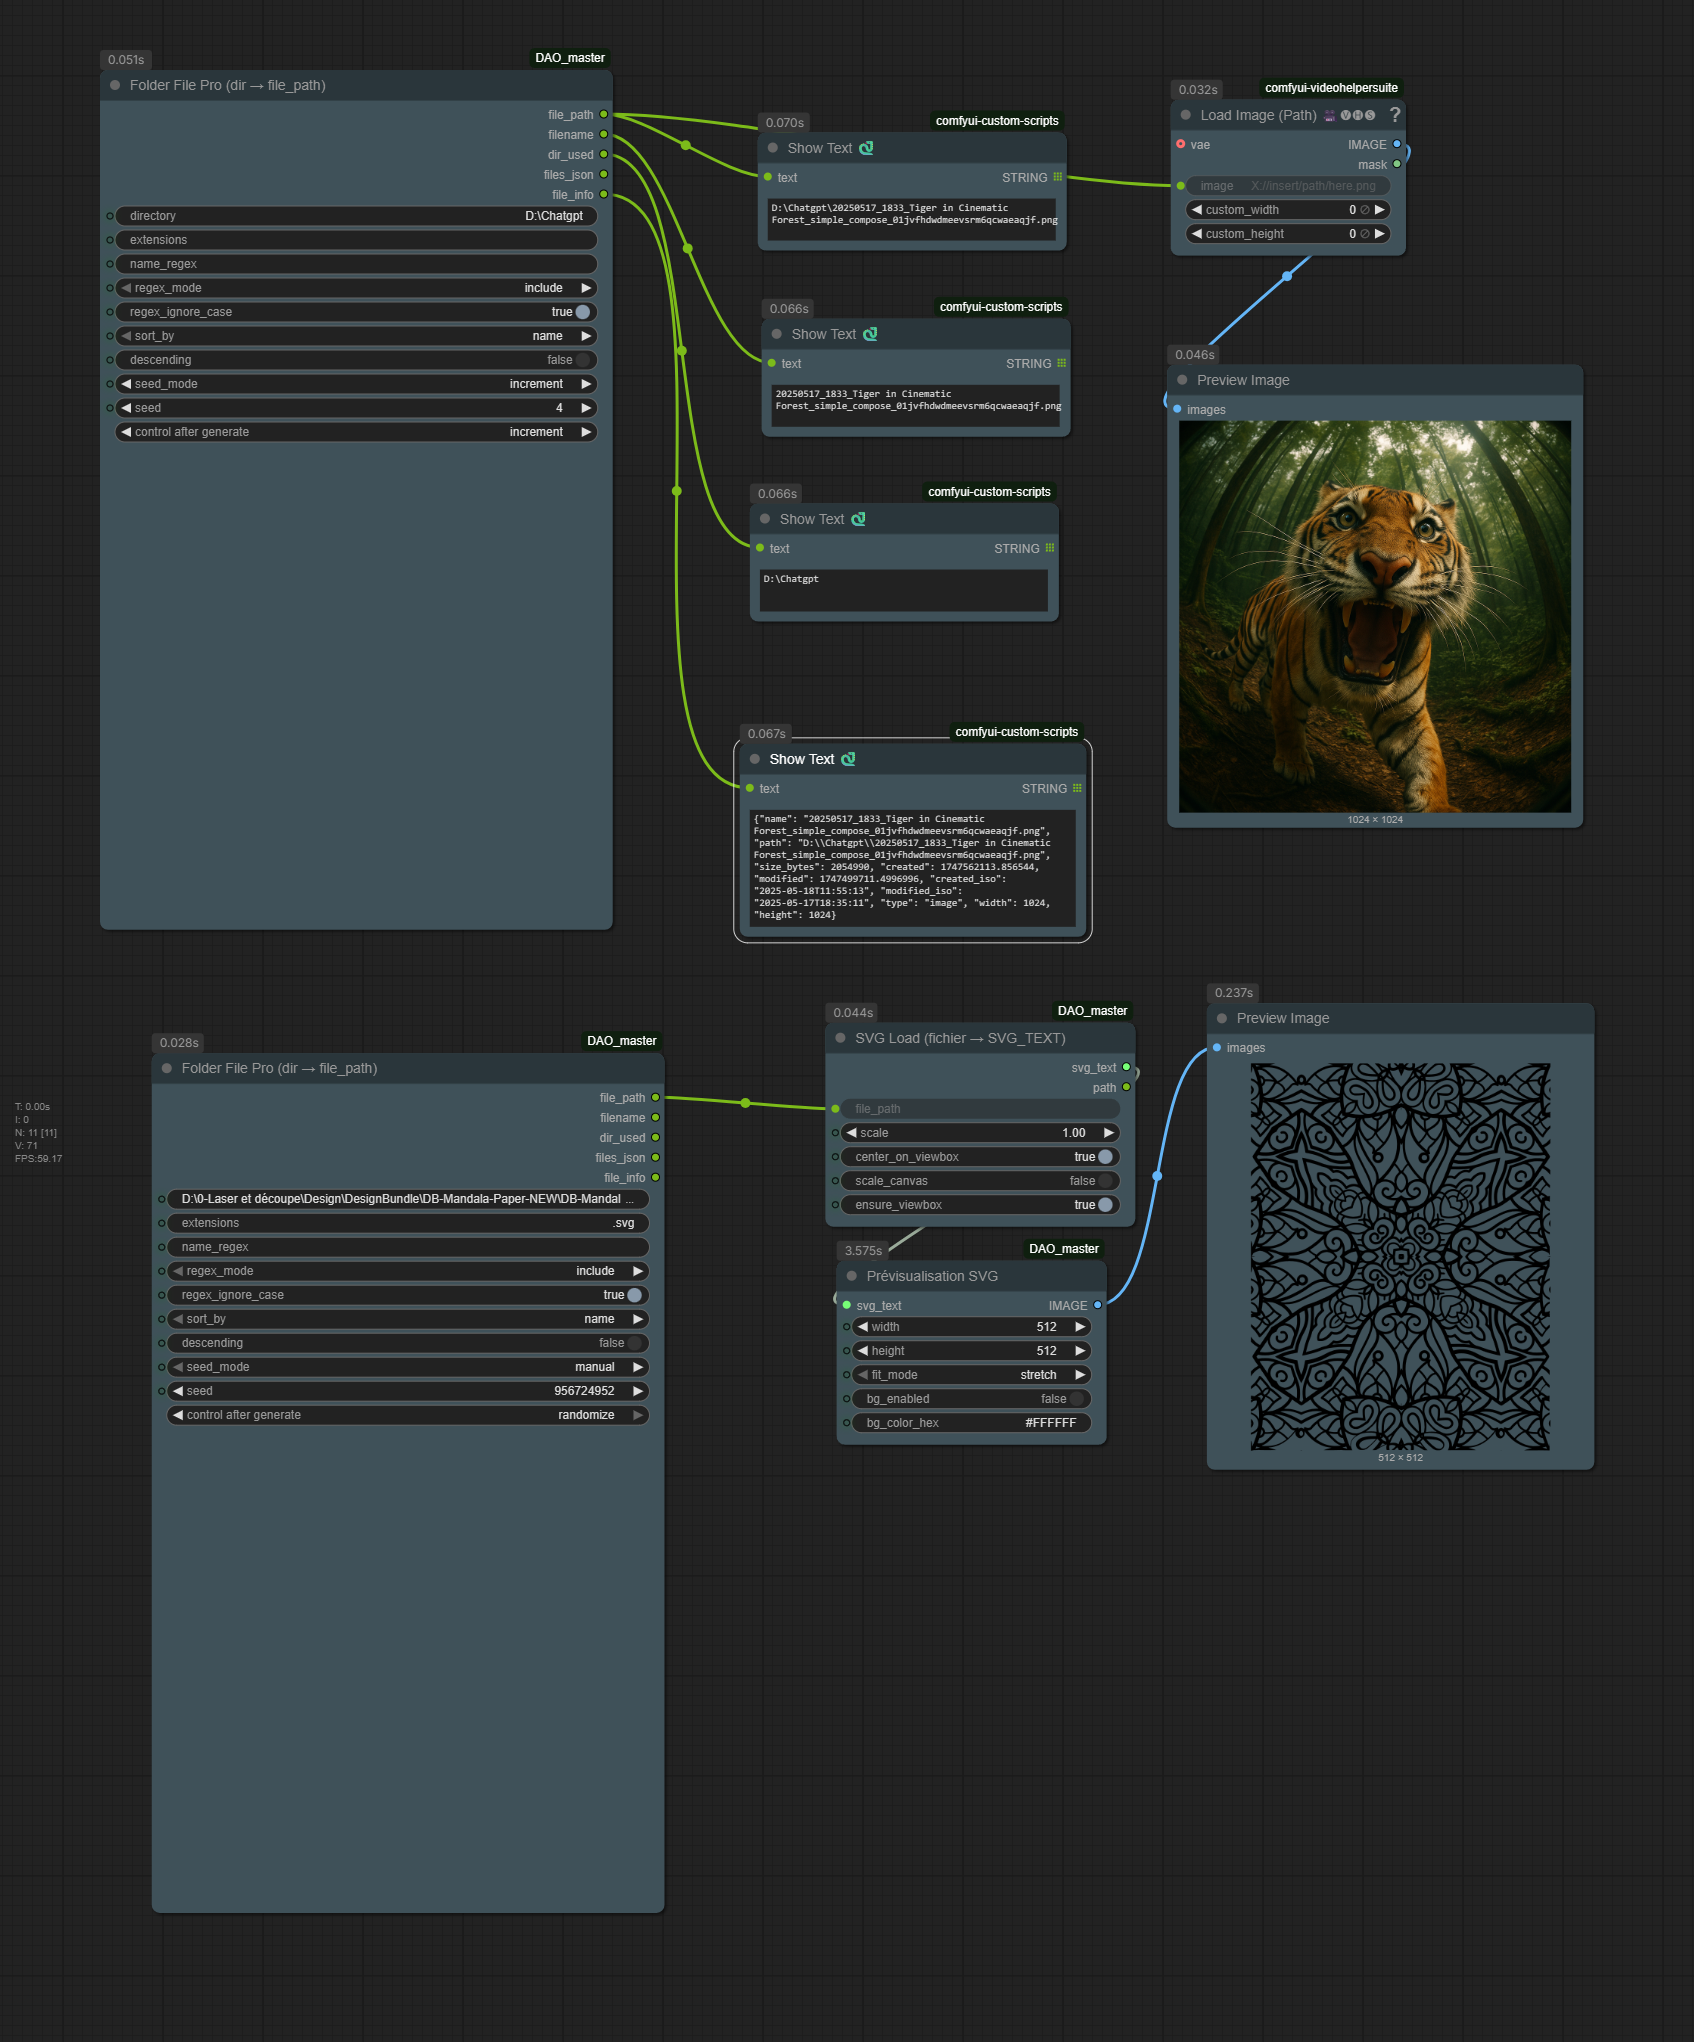 0.051s
DAO_master
Folder File Pro (dir → file_path)
file_path
filename
dir_used
files_json
file_info
directory D:\Chatgpt
extensions
name_regex
regex_mode include
regex_ignore_case true
sort_by name
descending false
seed_mode increment
seed 4
control after generate increment
0.070s
comfyui-custom-scripts
Show Text
text STRING
D:\Chatgpt\20250517_1833_Tiger in Cinematic
Forest_simple_compose_01jvfhdwdmeevsrm6qcwaeaqjf.png
0.066s
comfyui-custom-scripts
Show Text
text STRING
20250517_1833_Tiger in Cinematic
Forest_simple_compose_01jvfhdwdmeevsrm6qcwaeaqjf.png
0.066s
comfyui-custom-scripts
Show Text
text STRING
D:\Chatgpt
0.067s
comfyui-custom-scripts
Show Text
text STRING
{"name": "20250517_1833_Tiger in Cinematic
Forest_simple_compose_01jvfhdwdmeevsrm6qcwaeaqjf.png",
"path": "D:\\Chatgpt\\20250517_1833_Tiger in Cinematic
Forest_simple_compose_01jvfhdwdmeevsrm6qcwaeaqjf.png",
"size_bytes": 2054990, "created": 1747562113.856544,
"modified": 1747499711.4996996, "created_iso":
"2025-05-18T11:55:13", "modified_iso":
"2025-05-17T18:35:11", "type": "image", "width": 1024,
"height": 1024}
0.032s
comfyui-videohelpersuite
Load Image (Path) VHS ?
vae IMAGE
mask
image X://insert/path/here.png
custom_width 0
custom_height 0
0.046s
Preview Image
images
1024 × 1024
T: 0.00s
I: 0
N: 11 [11]
V: 71
FPS:59.17
0.028s
DAO_master
Folder File Pro (dir → file_path)
file_path
filename
dir_used
files_json
file_info
D:\0-Laser et découpe\Design\DesignBundle\DB-Mandala-Paper-NEW\DB-Mandal ...
extensions .svg
name_regex
regex_mode include
regex_ignore_case true
sort_by name
descending false
seed_mode manual
seed 956724952
control after generate randomize
0.044s
DAO_master
SVG Load (fichier → SVG_TEXT)
svg_text
path
file_path
scale 1.00
center_on_viewbox true
scale_canvas false
ensure_viewbox true
3.575s
DAO_master
Prévisualisation SVG
svg_text IMAGE
width 512
height 512
fit_mode stretch
bg_enabled false
bg_color_hex #FFFFFF
0.237s
Preview Image
images
512 × 512